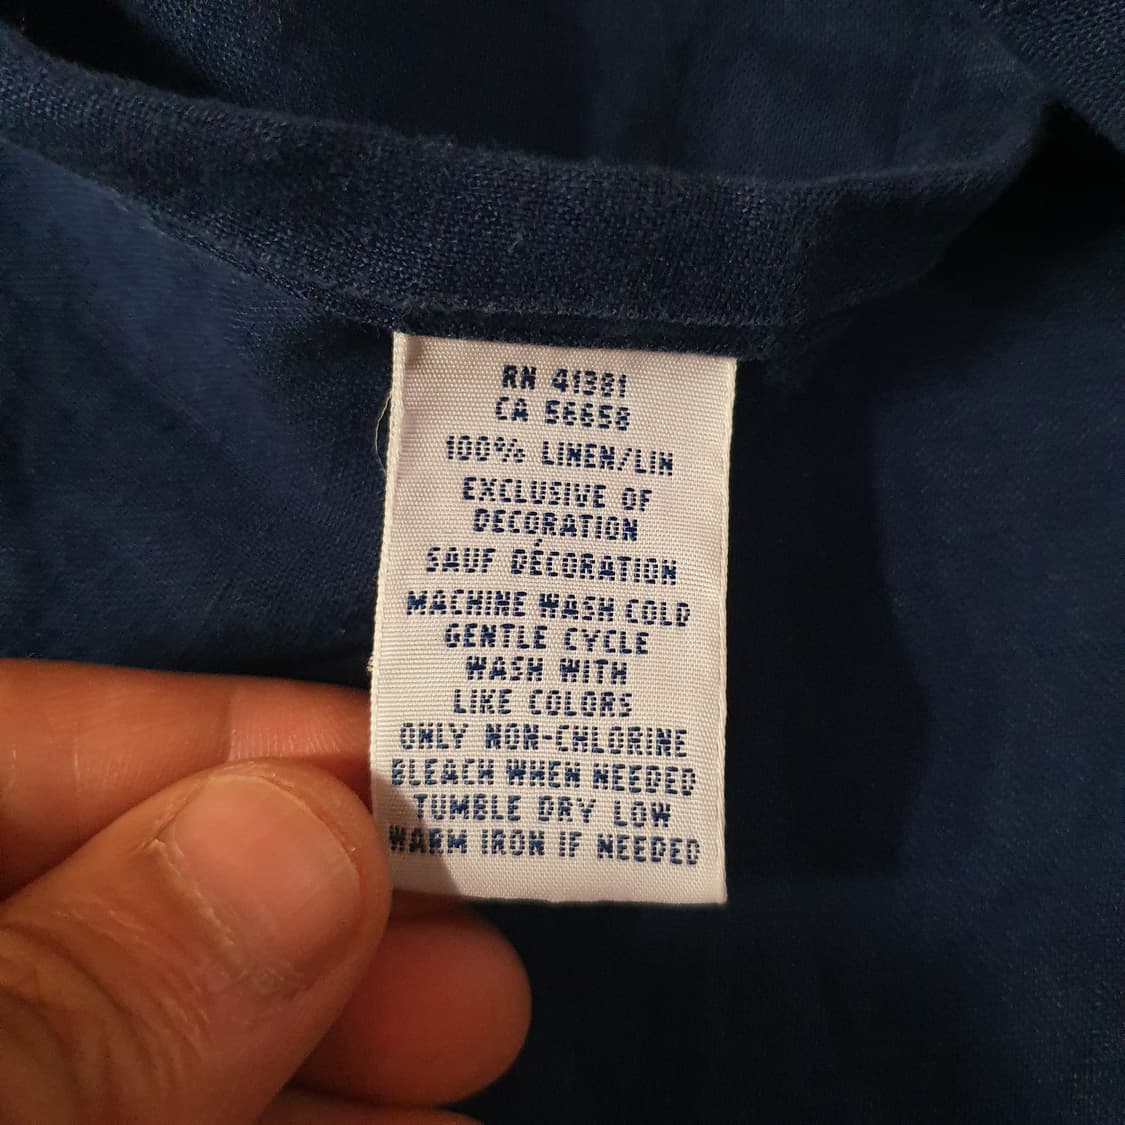 RN 41381
CA 56658
100% LINEN/LIN
EXCLUSIVE OF
DECORATION
SAUF DÉCORATION
MACHINE WASH COLD
GENTLE CYCLE
WASH WITH
LIKE COLORS
ONLY NON-CHLORINE
BLEACH WHEN NEEDED
TUMBLE DRY LOW
WARM IRON IF NEEDED